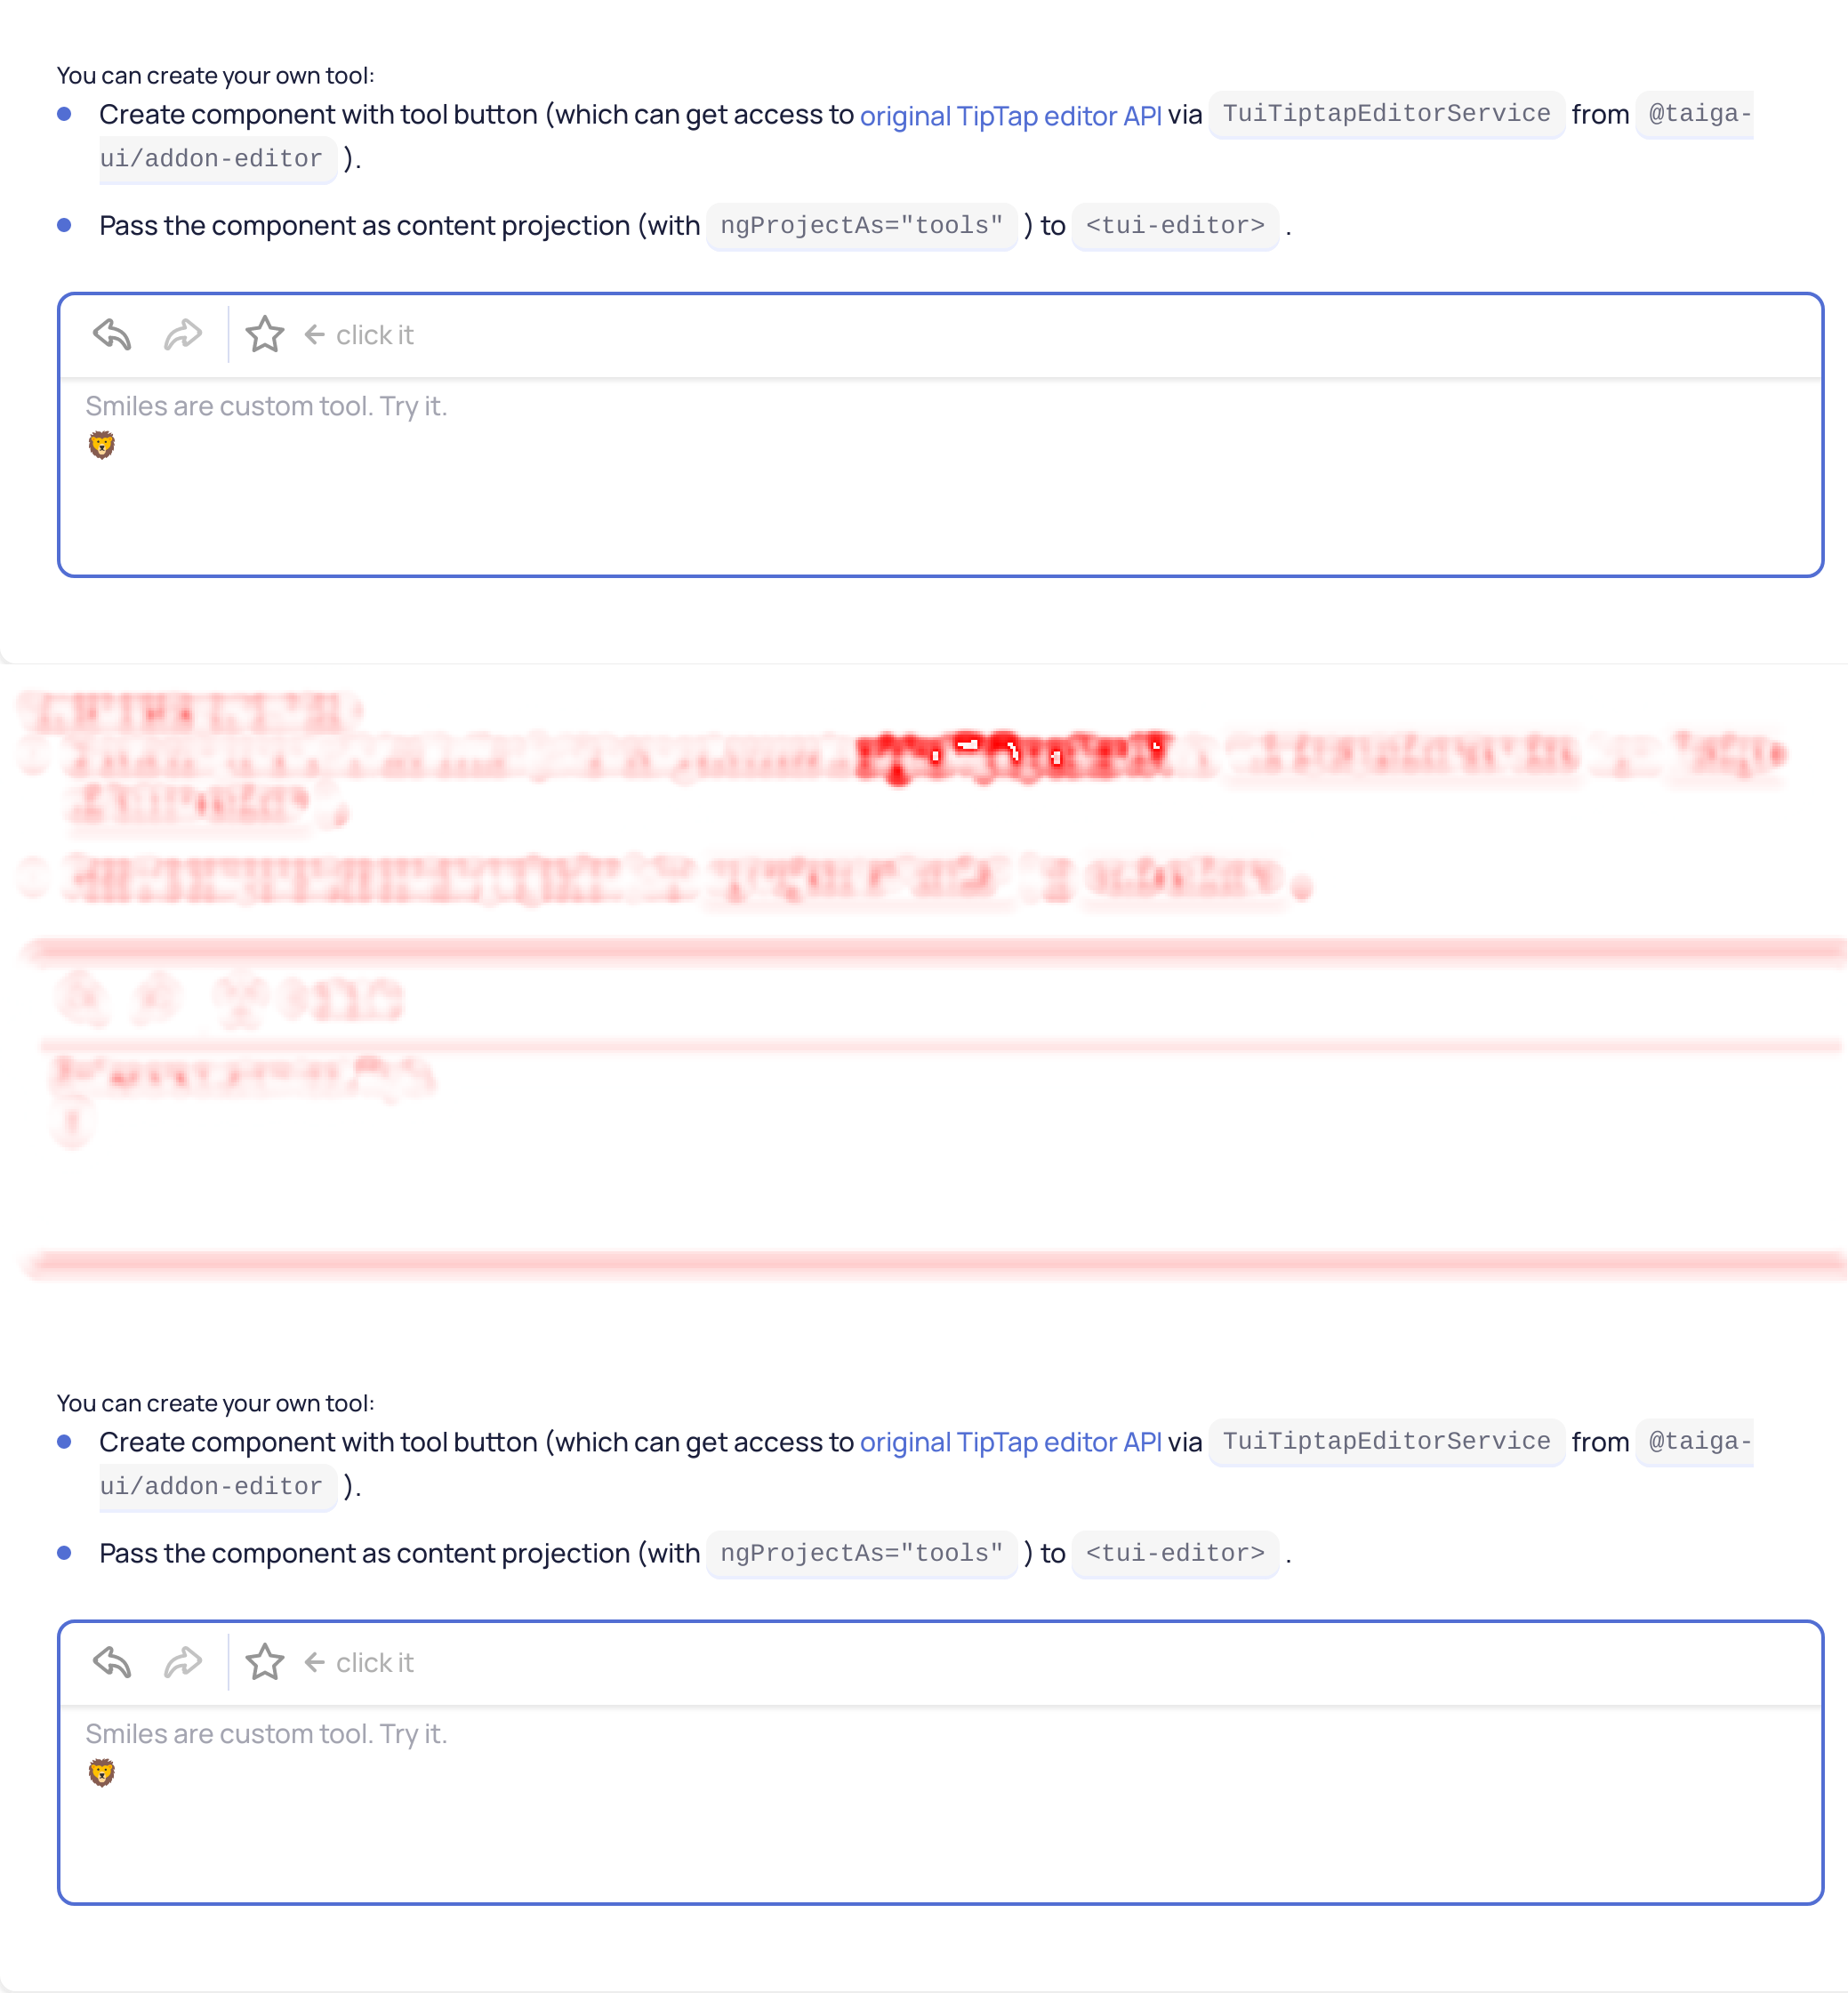 You can create your own tool:
Create component with tool button (which can get access to original TipTap editor API via TuiTiptapEditorService from @taiga-
ui/addon-editor ).
Pass the component as content projection (with ngProjectAs="tools" ) to <tui-editor> .
click it
Smiles are custom tool. Try it.
You can create your own tool:
Create component with tool button (which can get access to original TipTap editor API via TuiTiptapEditorService from @taiga-
ui/addon-editor ).
Pass the component as content projection (with ngProjectAs="tools" ) to <tui-editor> .
click it
Smiles are custom tool. Try it.